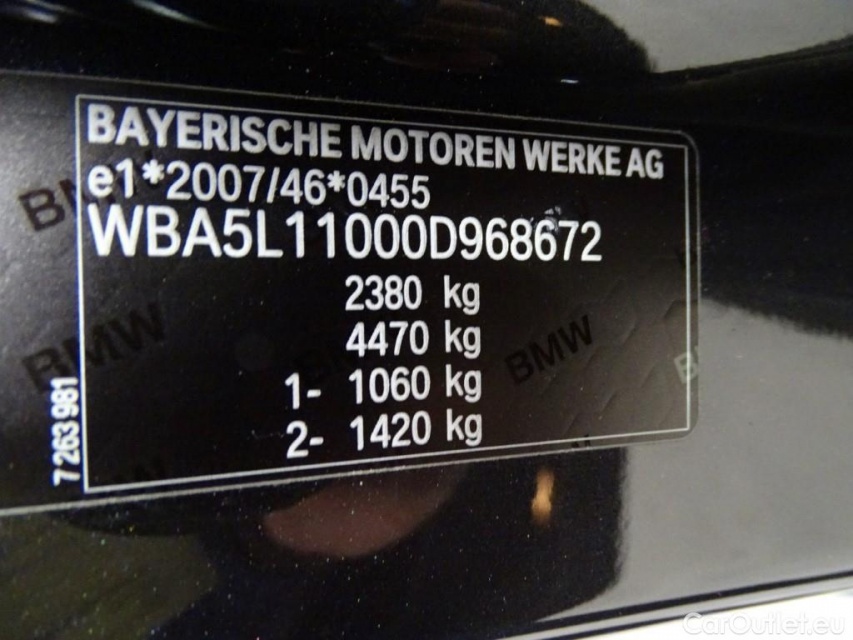 BAYERISCHE MOTOREN WERKE AG
e1*2007/46*0455
WBA5L11000D968672
2380 kg
4470 kg
1- 1060 kg
2- 1420 kg
7 263 981
BMW
BMW
BMW
BMW
CarOutlet.eu